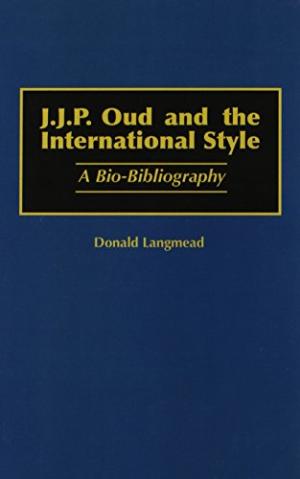 J.J.P. Oud and the
International Style
A Bio-Bibliography
Donald Langmead